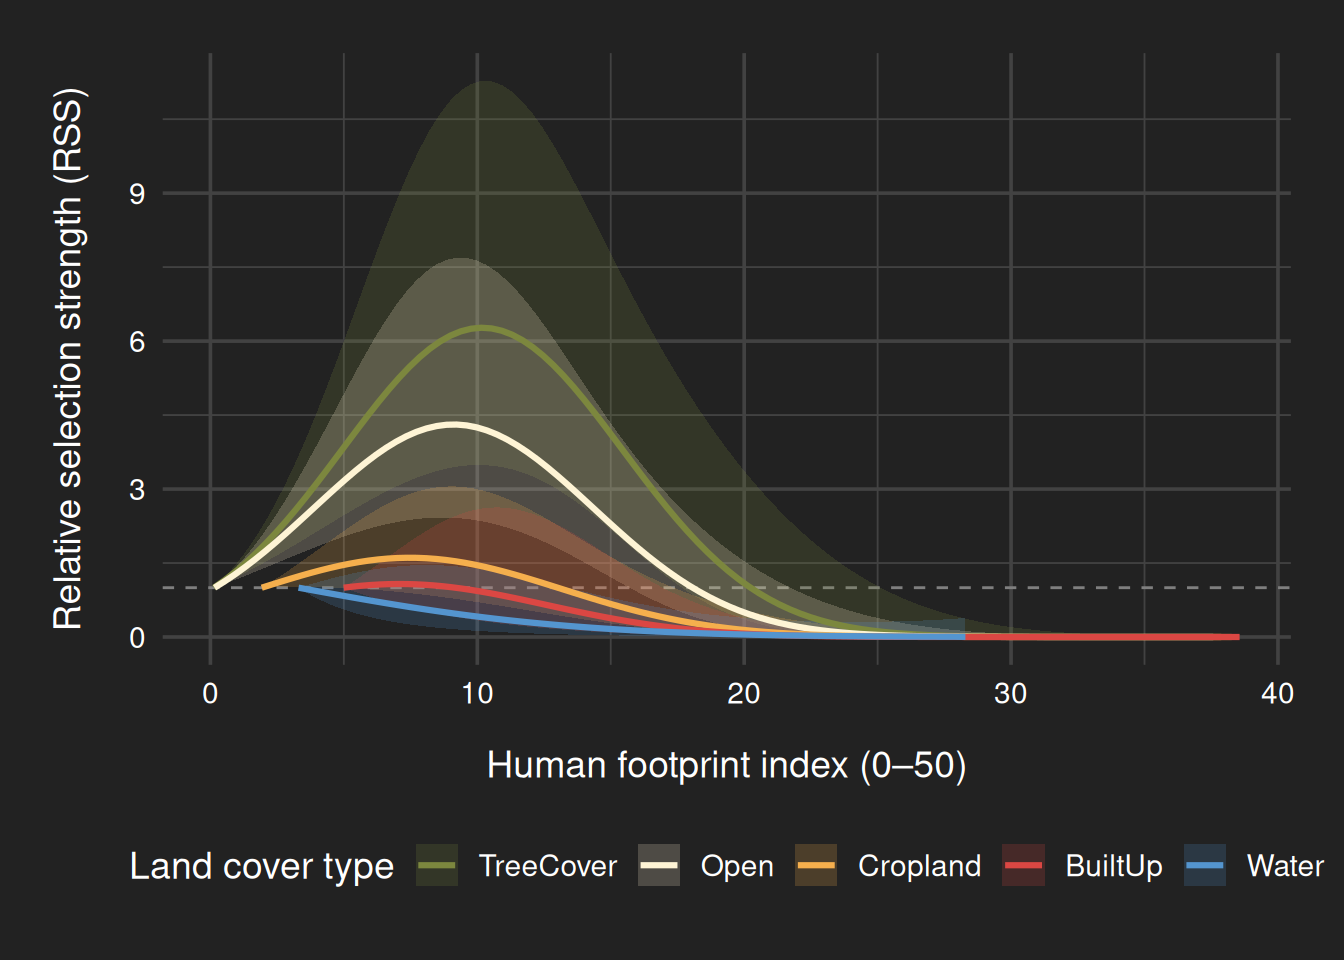 Relative selection strength (RSS)
9
6
3
0
0 10 20 30 40
Human footprint index (0–50)
Land cover type TreeCover Open Cropland BuiltUp Water